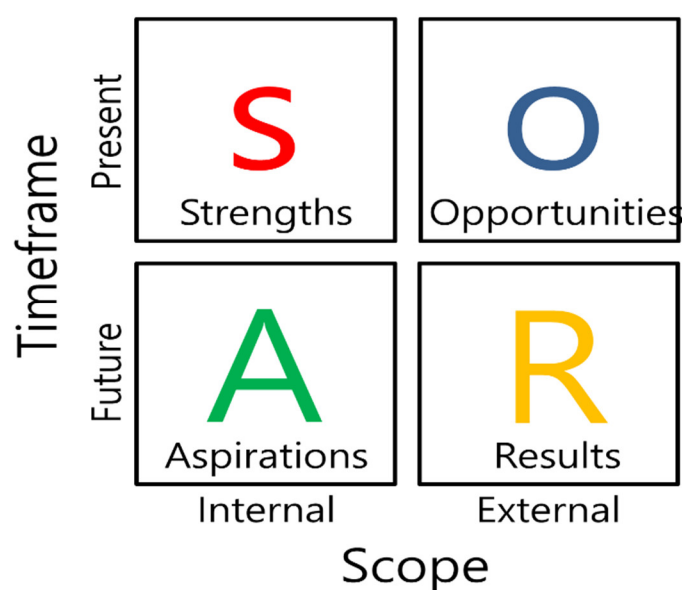 Timeframe
Present
S
Strengths
O
Opportunities
Future
A
Aspirations
R
Results
Internal
External
Scope